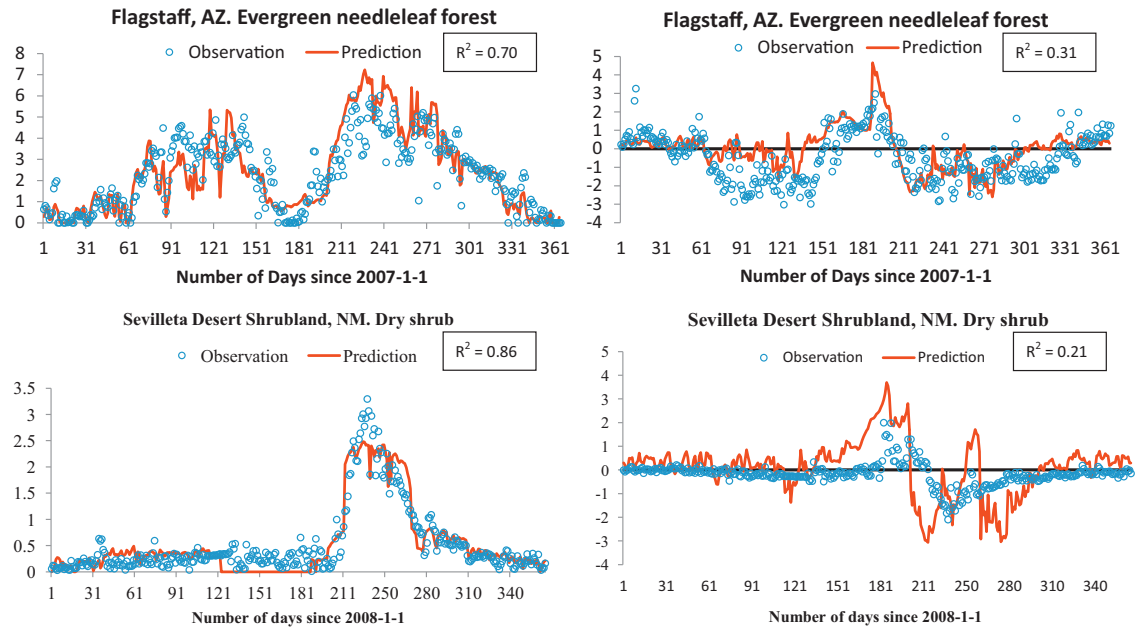 Flagstaff, AZ. Evergreen needleleaf forest
Observation Prediction
R² = 0.70
8
7
6
5
4
3
2
1
0
1 31 61 91 121 151 181 211 241 271 301 331 361
Number of Days since 2007-1-1
Flagstaff, AZ. Evergreen needleleaf forest
Observation Prediction
R² = 0.31
5
4
3
2
1
0
-1
-2
-3
-4
1 31 61 91 121 151 181 211 241 271 301 331 361
Number of Days since 2007-1-1
Sevilleta Desert Shrubland, NM. Dry shrub
Observation Prediction
R² = 0.86
3.5
3
2.5
2
1.5
1
0.5
0
1 31 61 91 121 151 181 211 241 280 310 340
Number of days since 2008-1-1
Sevilleta Desert Shrubland, NM. Dry shrub
Observation Prediction
R² = 0.21
5
4
3
2
1
0
-1
-2
-3
-4
1 31 61 91 121 151 181 211 250 280 310 340
Number of days since 2008-1-1